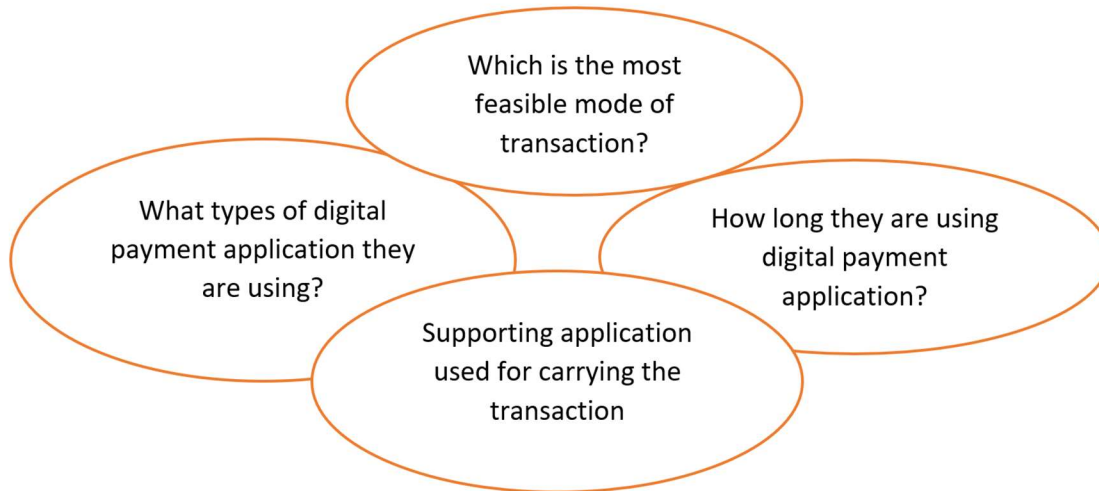 Which is the most
feasible mode of
transaction?
What types of digital
payment application they
are using?
How long they are using
digital payment
application?
Supporting application
used for carrying the
transaction